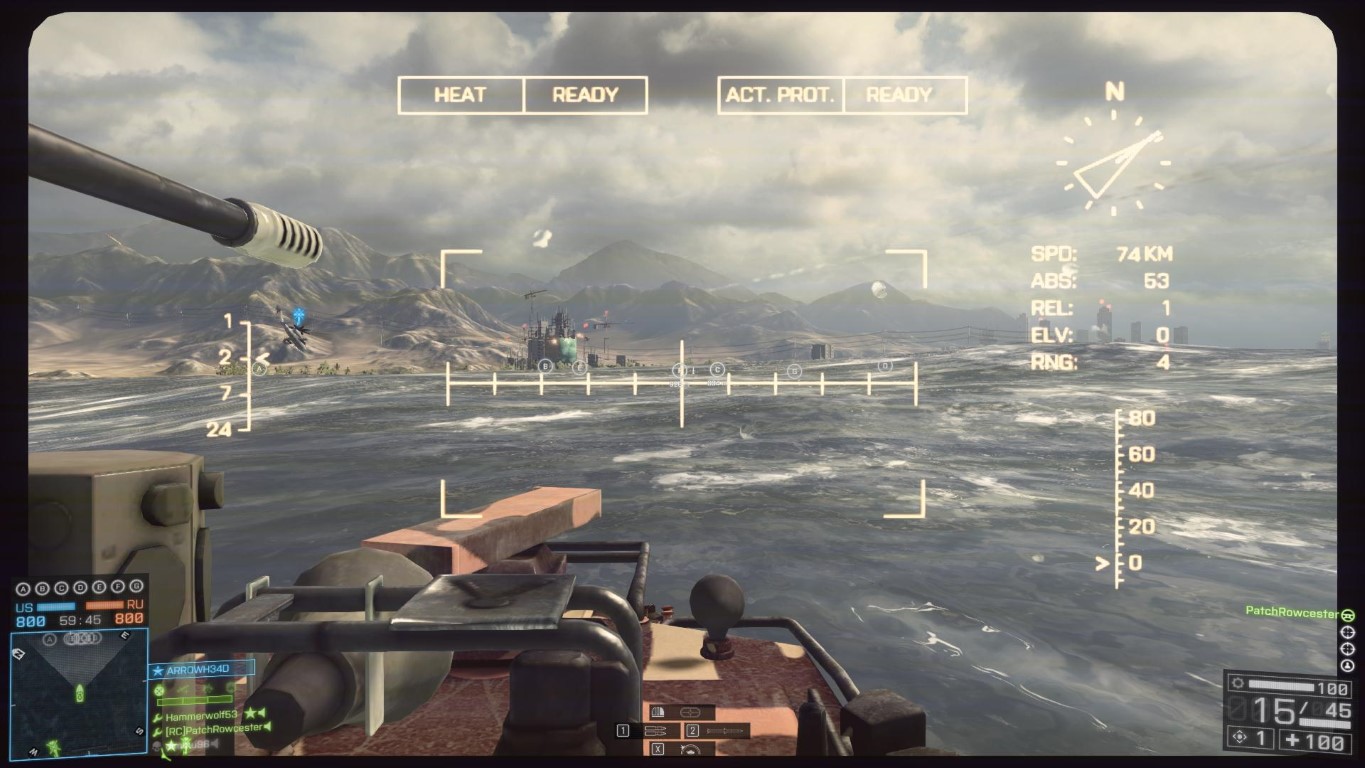 HEAT READY
ACT. PROT. READY
N
SPD: 74 KM
ABS: 53
REL: 1
ELV: 0
RNG: 4
1
2
7
24
A
B E C G D
80
60
40
20
0
A B C D E F G
US RU
800 59:45 800
A
E
S
ARROWH34D
Hammerwolf53
[RC]PatchRowcester
PatchRowcester
1 2
X
100
15/ 45
1 +100